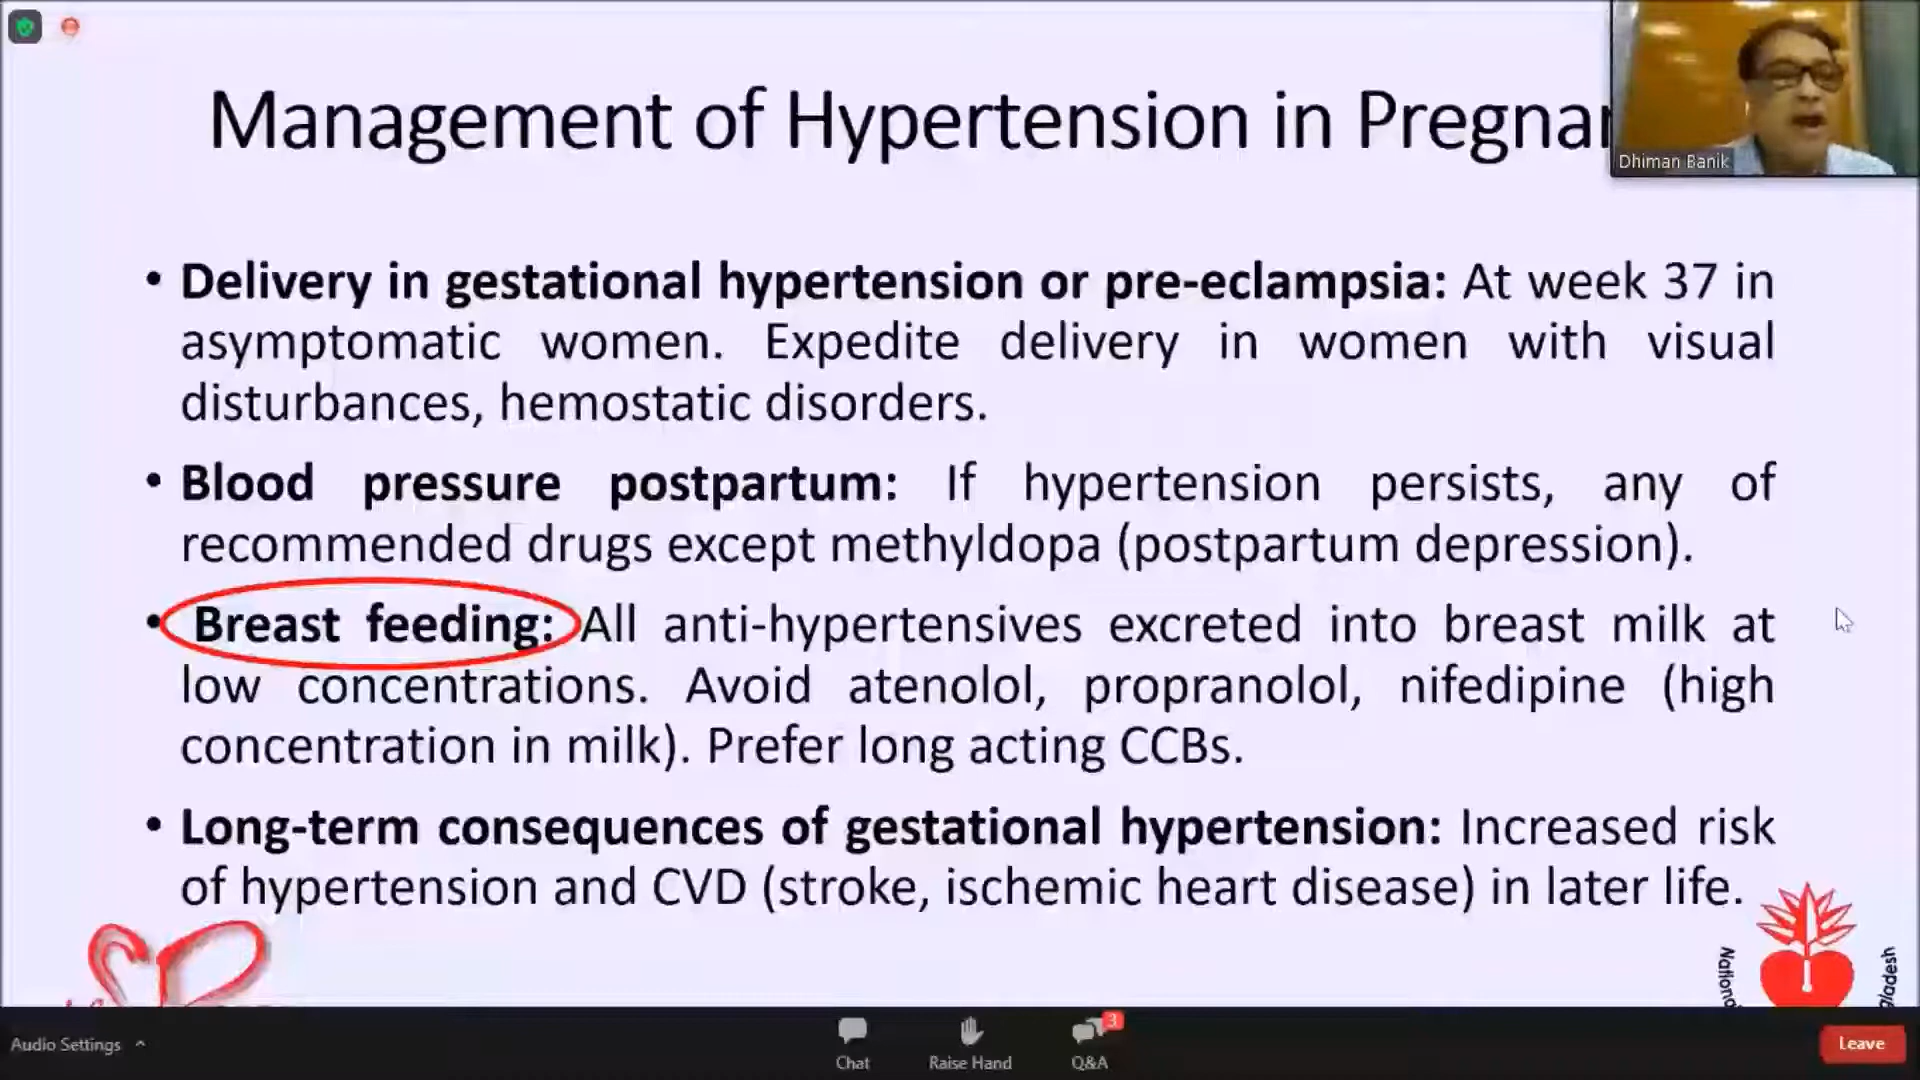 Management of Hypertension in Pregnan
Dhiman Banik
• Delivery in gestational hypertension or pre-eclampsia: At week 37 in
asymptomatic women. Expedite delivery in women with visual
disturbances, hemostatic disorders.
• Blood pressure postpartum: If hypertension persists, any of
recommended drugs except methyldopa (postpartum depression).
• Breast feeding: All anti-hypertensives excreted into breast milk at
low concentrations. Avoid atenolol, propranolol, nifedipine (high
concentration in milk). Prefer long acting CCBs.
• Long-term consequences of gestational hypertension: Increased risk
of hypertension and CVD (stroke, ischemic heart disease) in later life.
National
gladesh
Audio Settings
Chat
Raise Hand
3
Q&A
Leave